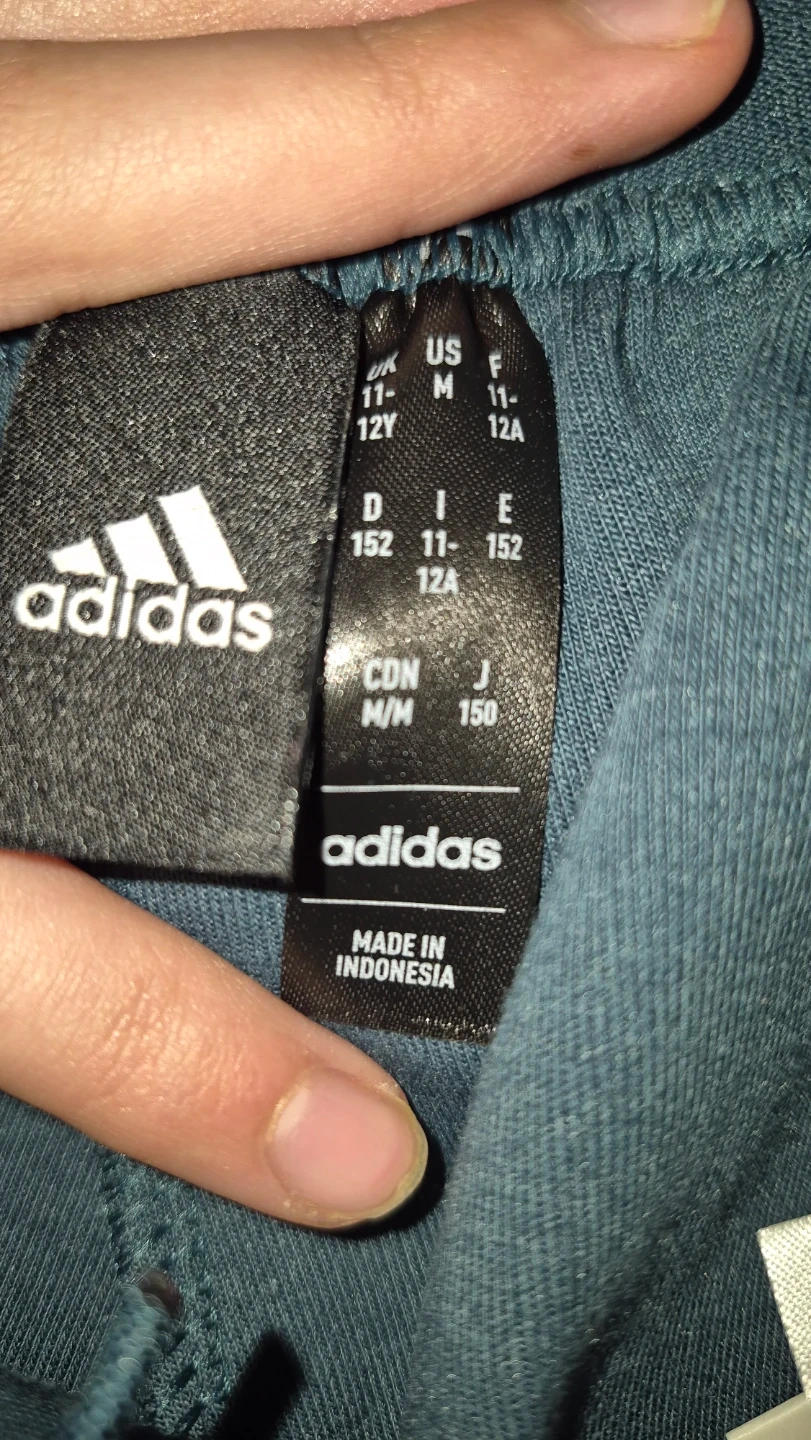 adidas
UK US F
11- M 11-
12Y 12A
D I E
152 11- 152
12A
CDN J
M/M 150
adidas
MADE IN
INDONESIA